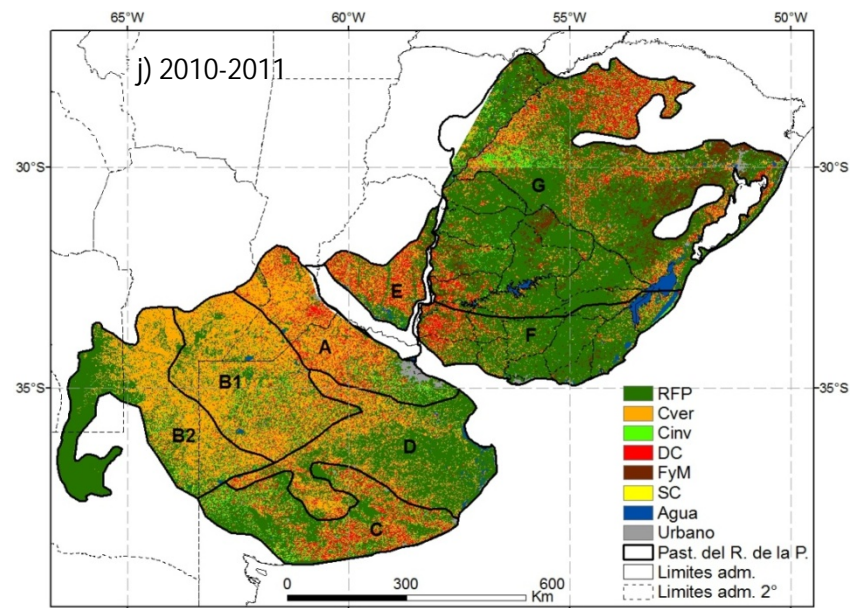 65°W 60°W 55°W 50°W
j) 2010-2011
30°S 30°S
G
E
A
F
B1
35°S 35°S
B2
D
C
RFP
Cver
Cinv
DC
FyM
SC
Agua
Urbano
Past. del R. de la P.
Limites adm.
Limites adm. 2°
0 300 600
Km